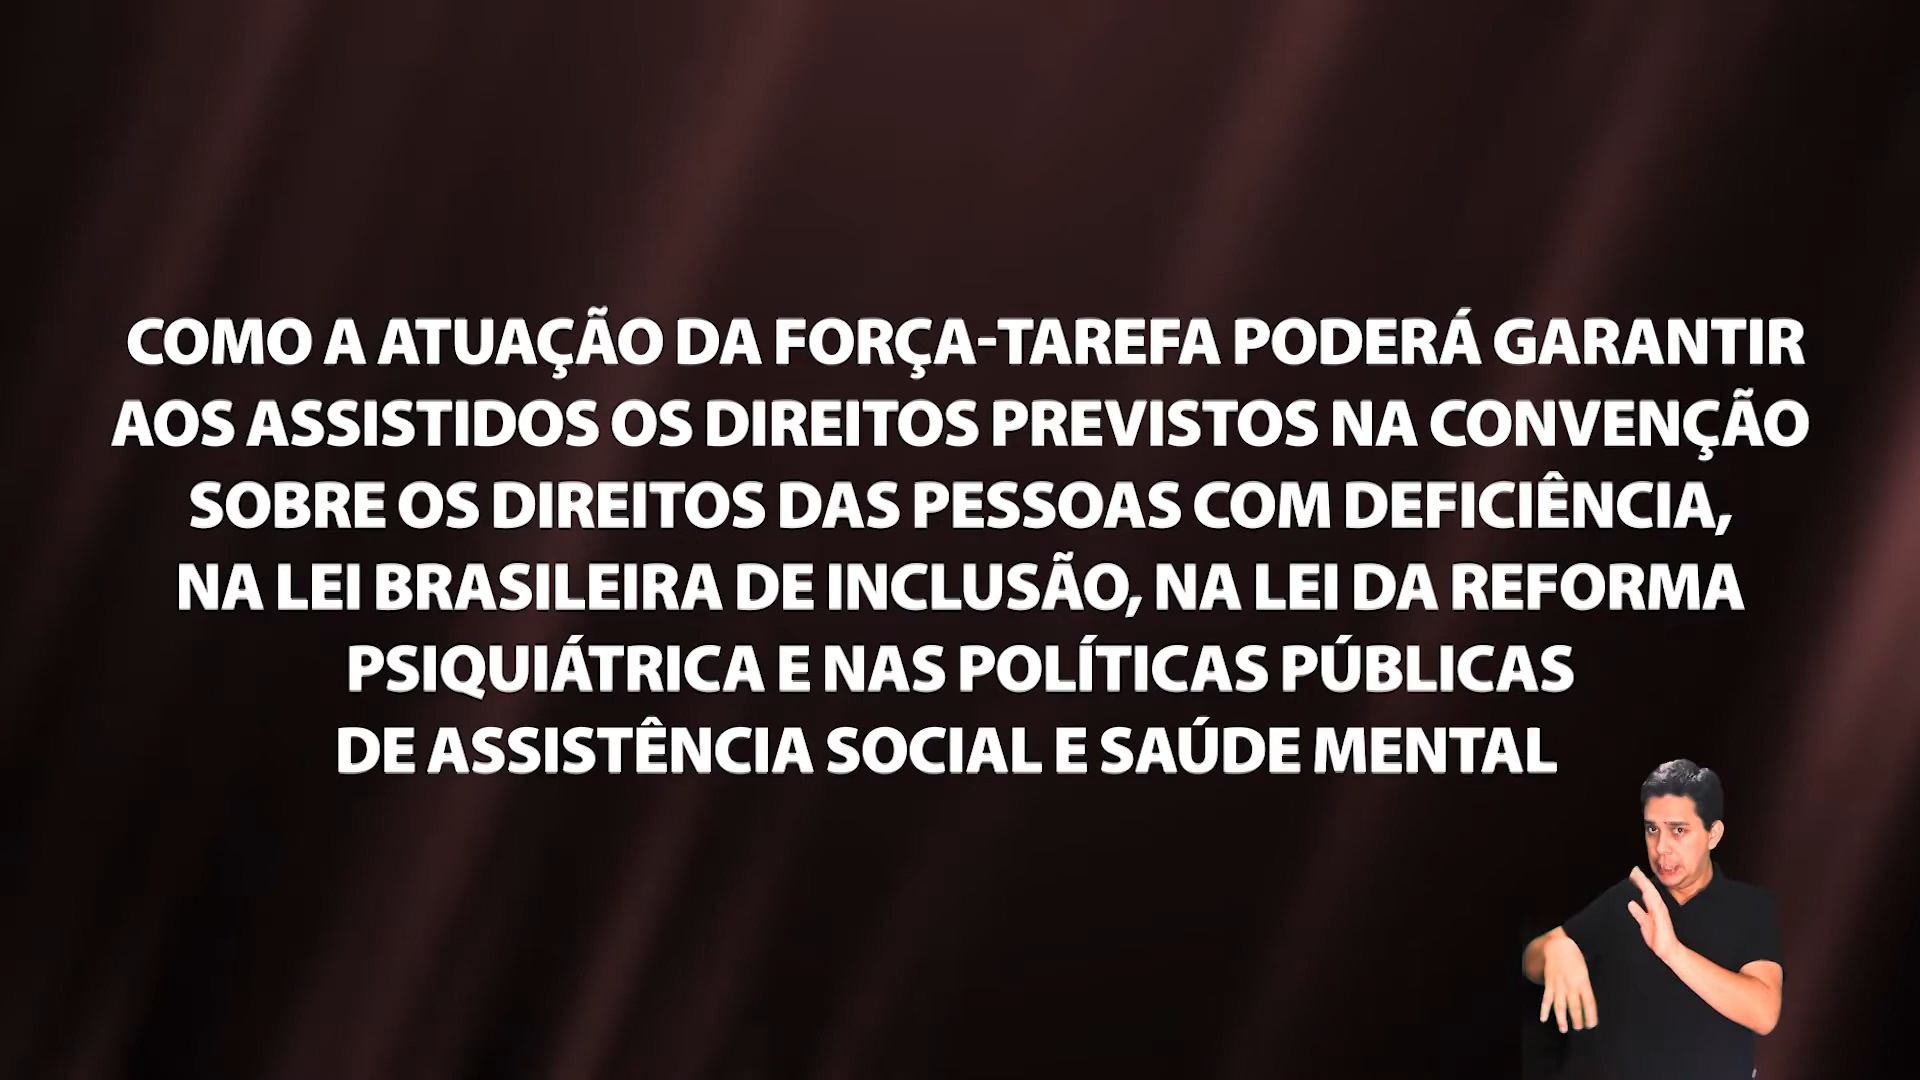 COMO A ATUAÇÃO DA FORÇA-TAREFA PODERÁ GARANTIR
AOS ASSISTIDOS OS DIREITOS PREVISTOS NA CONVENÇÃO
SOBRE OS DIREITOS DAS PESSOAS COM DEFICIÊNCIA,
NA LEI BRASILEIRA DE INCLUSÃO, NA LEI DA REFORMA
PSIQUIÁTRICA E NAS POLÍTICAS PÚBLICAS
DE ASSISTÊNCIA SOCIAL E SAÚDE MENTAL